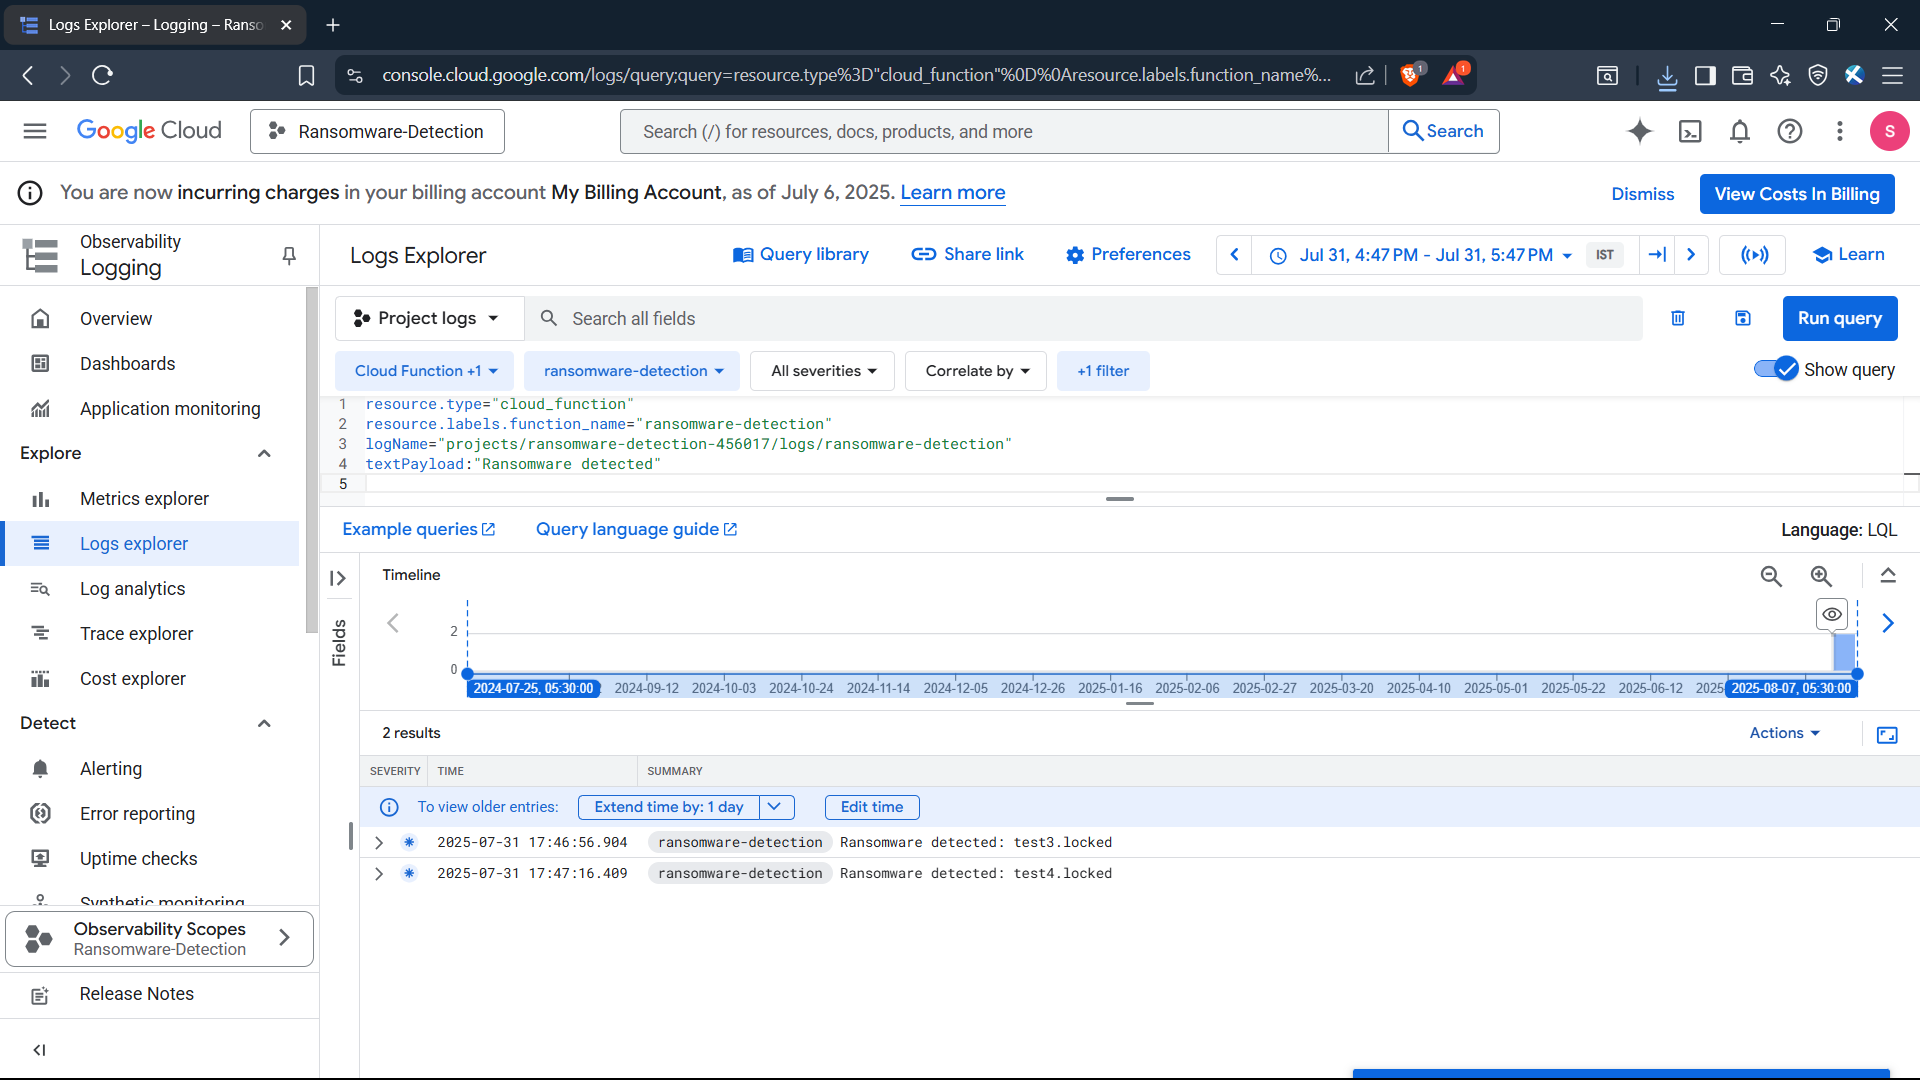 Logs Explorer – Logging – Ranso
console.cloud.google.com/logs/query;query=resource.type%3D"cloud_function"%0D%0Aresource.labels.function_name%...
1
1
Google Cloud
Ransomware-Detection
Search (/) for resources, docs, products, and more
Search
S
You are now incurring charges in your billing account My Billing Account, as of July 6, 2025. Learn more
Dismiss
View Costs In Billing
Observability
Logging
Logs Explorer
Query library
Share link
Preferences
Jul 31, 4:47 PM - Jul 31, 5:47 PM
IST
Learn
Overview
Dashboards
Application monitoring
Explore
Metrics explorer
Logs explorer
Log analytics
Trace explorer
Cost explorer
Detect
Alerting
Error reporting
Uptime checks
Synthetic monitoring
Observability Scopes
Ransomware-Detection
Release Notes
Project logs
Search all fields
Run query
Cloud Function +1
ransomware-detection
All severities
Correlate by
+1 filter
Show query
1 resource.type="cloud_function"
2 resource.labels.function_name="ransomware-detection"
3 logName="projects/ransomware-detection-456017/logs/ransomware-detection"
4 textPayload:"Ransomware detected"
5
Example queries
Query language guide
Language: LQL
Fields
Timeline
2
0
2024-07-25, 05:30:00 2024-09-12 2024-10-03 2024-10-24 2024-11-14 2024-12-05 2024-12-26 2025-01-16 2025-02-06 2025-02-27 2025-03-20 2025-04-10 2025-05-01 2025-05-22 2025-06-12 2025 2025-08-07, 05:30:00
2 results
Actions
SEVERITY TIME SUMMARY
To view older entries: Extend time by: 1 day Edit time
2025-07-31 17:46:56.904 ransomware-detection Ransomware detected: test3.locked
2025-07-31 17:47:16.409 ransomware-detection Ransomware detected: test4.locked